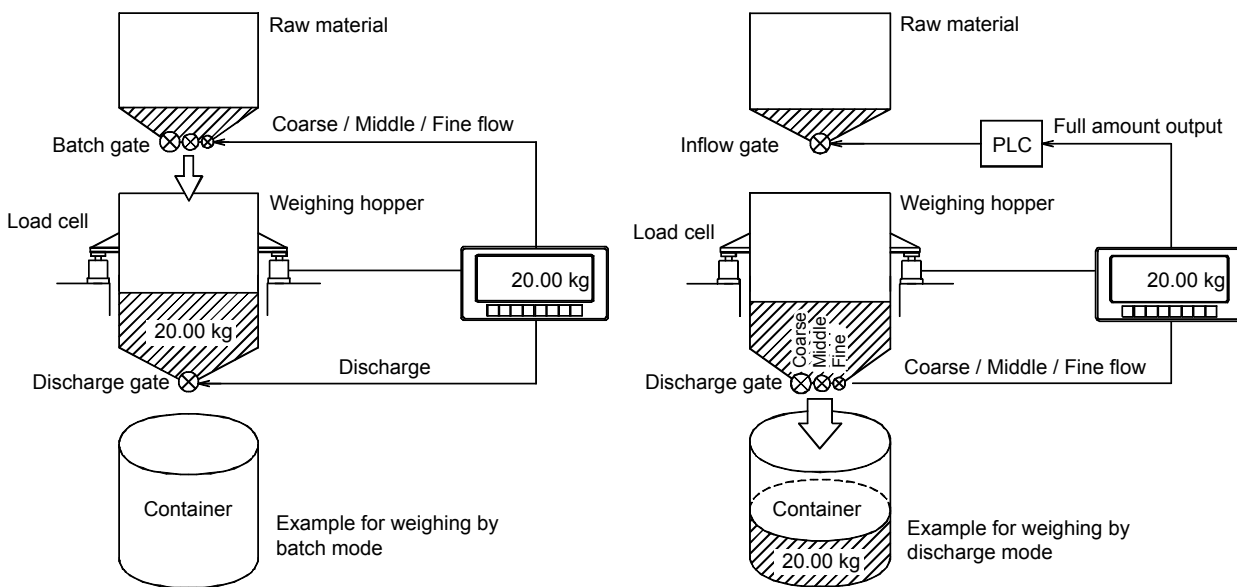 Raw material
Coarse / Middle / Fine flow
Batch gate
Weighing hopper
Load cell
20.00 kg
20.00 kg
Discharge
Discharge gate
Container
Example for weighing by
batch mode
Raw material
Full amount output
Inflow gate
PLC
Weighing hopper
Load cell
20.00 kg
Coarse
Middle
Fine
Discharge gate
Coarse / Middle / Fine flow
Container
20.00 kg
Example for weighing by
discharge mode